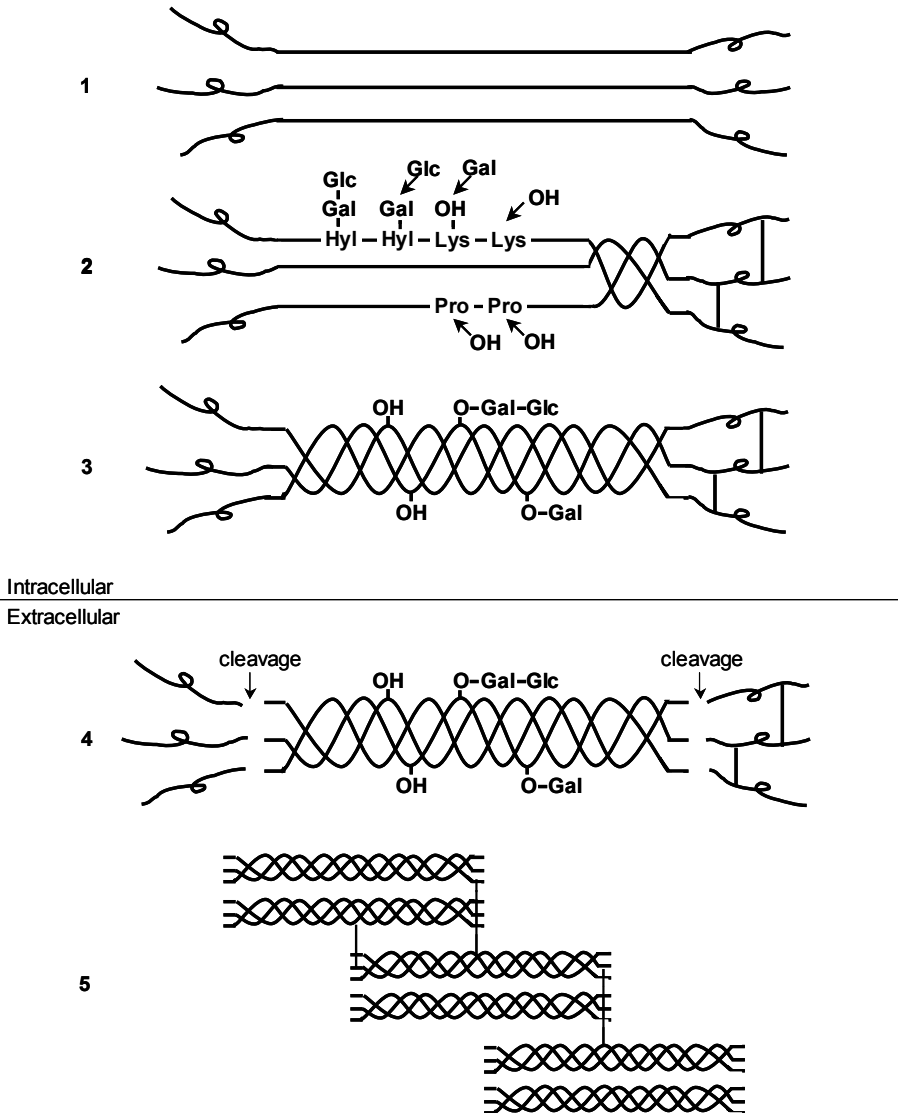 1
Glc Glc Gal
Gal Gal OH OH
Hyl Hyl Lys Lys
2
Pro Pro
OH OH
OH O-Gal-Glc
3
OH O-Gal
Intracellular
Extracellular
cleavage cleavage
OH O-Gal-Glc
4
OH O-Gal
5